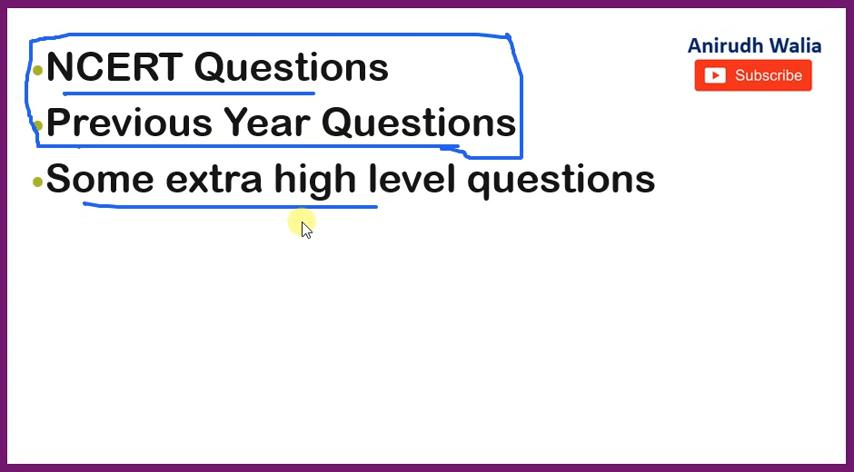 • NCERT Questions
• Previous Year Questions
• Some extra high level questions
Anirudh Walia
Subscribe